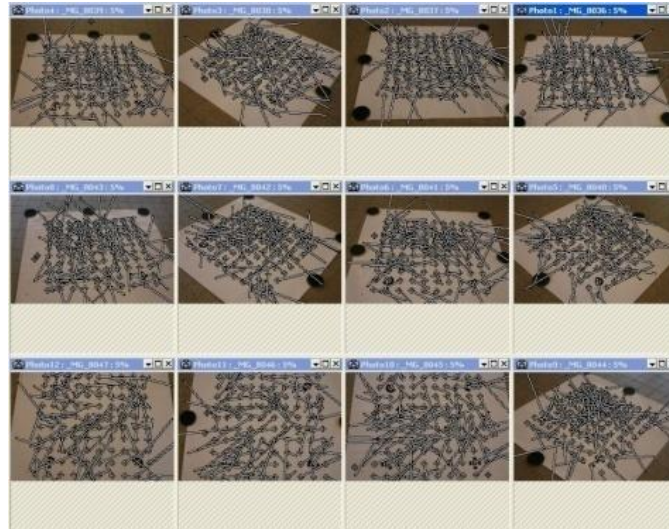 Photo4: _MG_8039: 5%
Photo3: _MG_8038: 5%
Photo2: _MG_8037: 5%
Photo1: _MG_8036: 5%
Photo8: _MG_8043: 5%
Photo7: _MG_8042: 5%
Photo6: _MG_8041: 5%
Photo5: _MG_8040: 5%
Photo12: _MG_8047: 5%
Photo11: _MG_8046: 5%
Photo10: _MG_8045: 5%
Photo9: _MG_8044: 5%